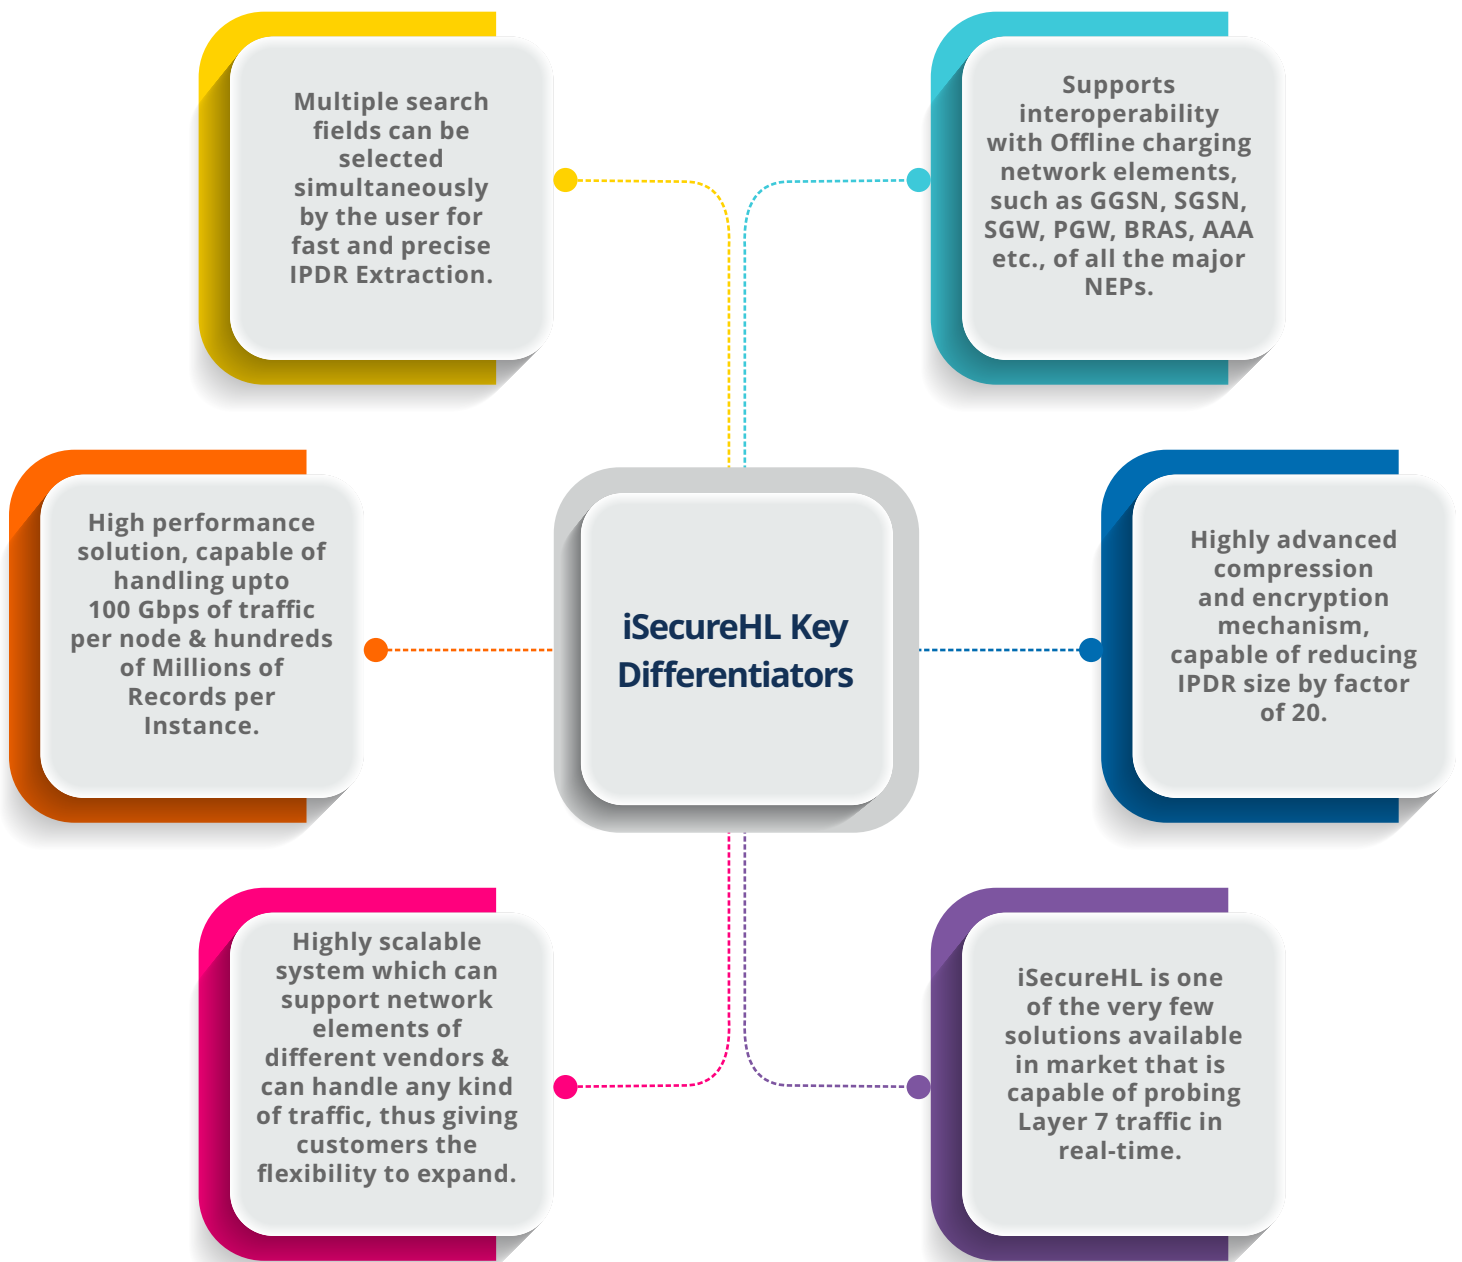 Multiple search
fields can be
selected
simultaneously
by the user for
fast and precise
IPDR Extraction.
Supports
interoperability
with Offline charging
network elements,
such as GGSN, SGSN,
SGW, PGW, BRAS, AAA
etc., of all the major
NEPs.
High performance
solution, capable of
handling upto
100 Gbps of traffic
per node & hundreds
of Millions of
Records per
Instance.
iSecureHL Key
Differentiators
Highly advanced
compression
and encryption
mechanism,
capable of reducing
IPDR size by factor
of 20.
Highly scalable
system which can
support network
elements of
different vendors &
can handle any kind
of traffic, thus giving
customers the
flexibility to expand.
iSecureHL is one
of the very few
solutions available
in market that is
capable of probing
Layer 7 traffic in
real-time.